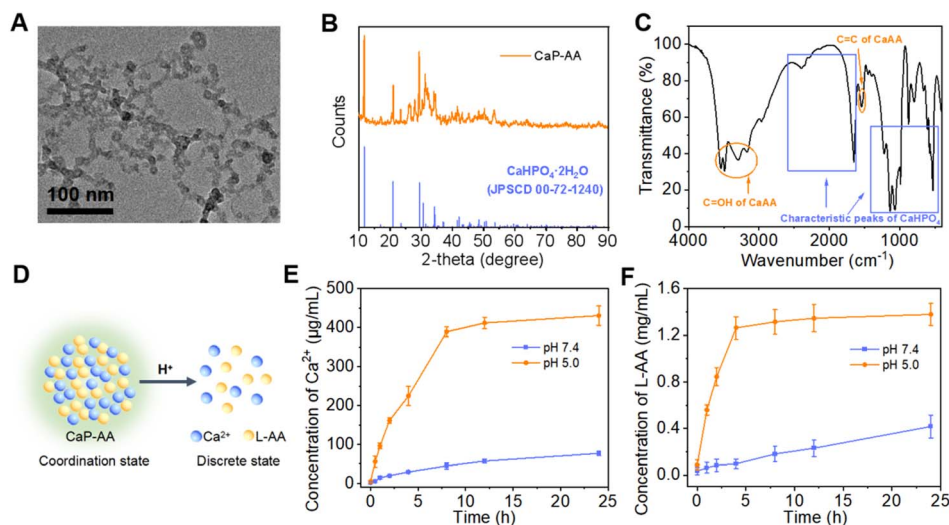 A
100 nm
B
CaP-AA
CaHPO₄·2H₂O
(JPSCD 00-72-1240)
Counts
10 20 30 40 50 60 70 80 90
2-theta (degree)
C
C=C of CaAA
C=OH of CaAA
Characteristic peaks of CaHPO₄
Transmittance (%)
100
80
60
40
20
0
4000 3000 2000 1000
Wavenumber (cm⁻¹)
D
H⁺
CaP-AA
Ca²⁺ L-AA
Coordination state
Discrete state
E
Concentration of Ca²⁺ (µg/mL)
500
400
300
200
100
0
pH 7.4
pH 5.0
0 5 10 15 20 25
Time (h)
F
Concentration of L-AA (mg/mL)
1.6
1.2
0.8
0.4
0.0
pH 7.4
pH 5.0
0 5 10 15 20 25
Time (h)